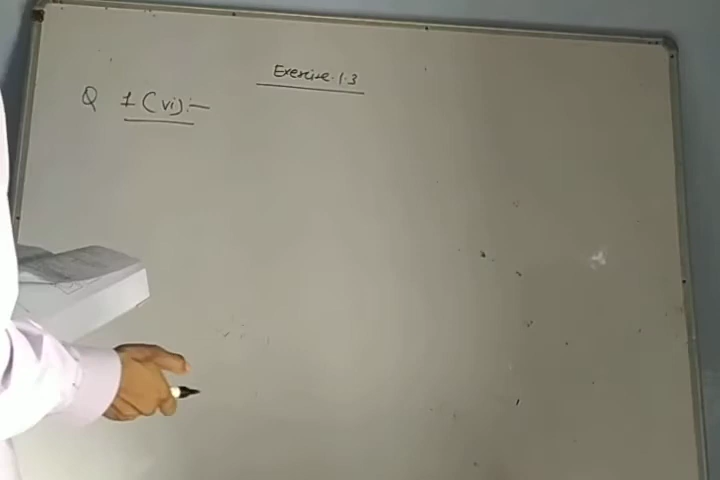 Exercise.1.3
Q 1 (vi):-